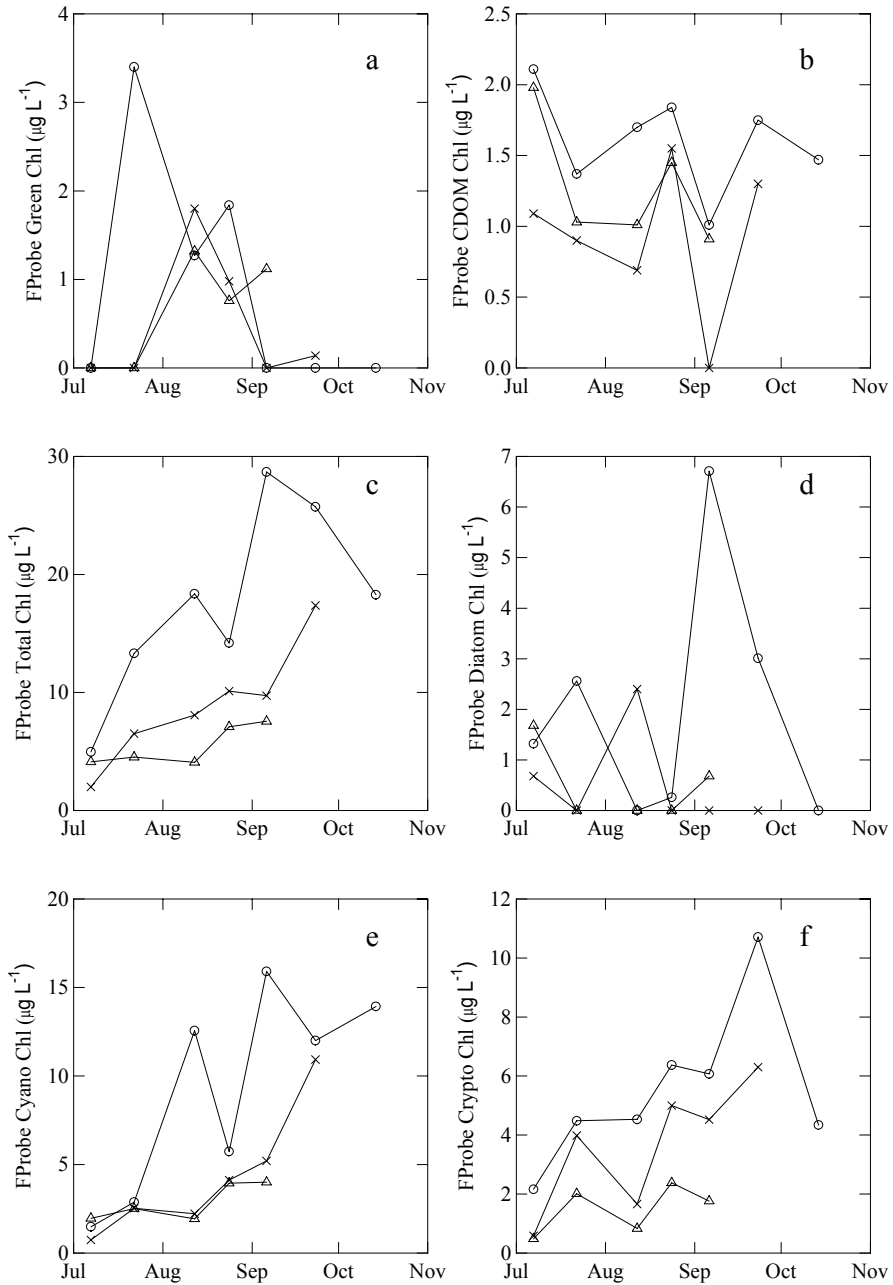 4
3
2
1
0
FProbe Green Chl (μg L⁻¹)
a
Jul Aug Sep Oct Nov
2.5
2.0
1.5
1.0
0.5
0.0
FProbe CDOM Chl (μg L⁻¹)
b
Jul Aug Sep Oct Nov
30
20
10
0
FProbe Total Chl (μg L⁻¹)
c
Jul Aug Sep Oct Nov
7
6
5
4
3
2
1
0
FProbe Diatom Chl (μg L⁻¹)
d
Jul Aug Sep Oct Nov
20
15
10
5
0
FProbe Cyano Chl (μg L⁻¹)
e
Jul Aug Sep Oct Nov
12
10
8
6
4
2
0
FProbe Crypto Chl (μg L⁻¹)
f
Jul Aug Sep Oct Nov